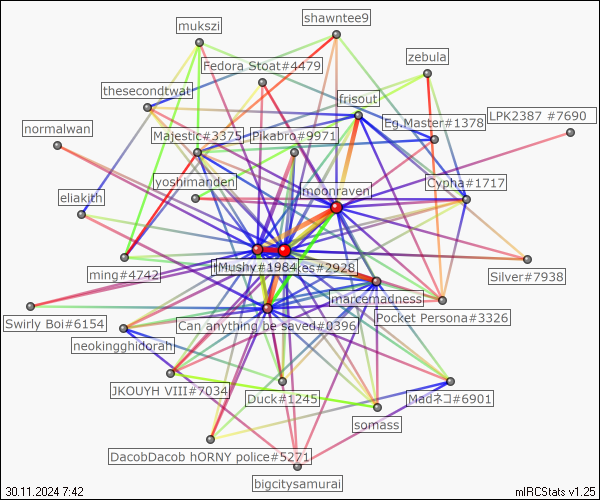 shawntee9
mukszi
zebula
Fedora Stoat#4479
thesecondtwat
frisout
LPK2387 #7690
Eg.Master#1378
normalwan
Majestic#3375
Pikabro#9971
yoshimanden
moonraven
Cypha#1717
eliakith
ming#4742
Mushy#1984
kes#2928
Silver#7938
marcemadness
Swirly Boi#6154
Can anything be saved#0396
Pocket Persona#3326
neokingghidorah
JKOUYH VIII#7034
Duck#1245
Madネコ#6901
somass
DacobDacob hORNY police#5271
bigcitysamurai
30.11.2024 7:42
mIRCStats v1.25